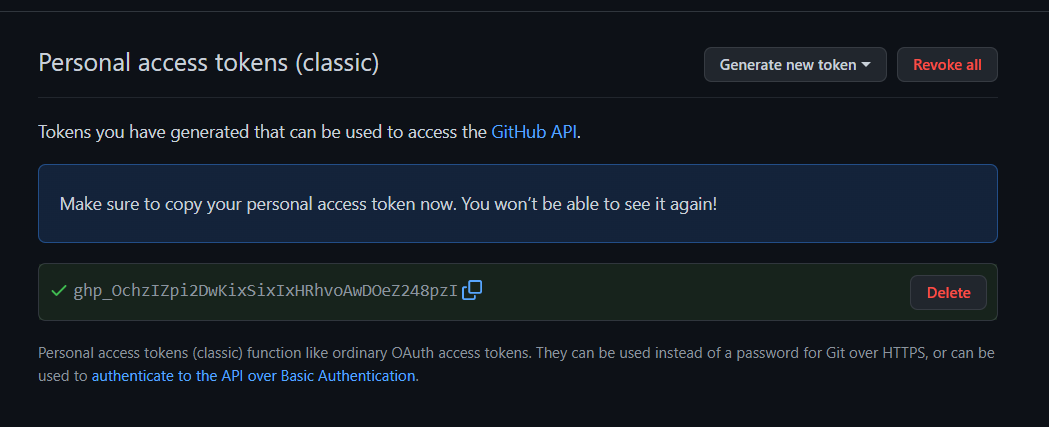 Personal access tokens (classic)
Generate new token
Revoke all
Tokens you have generated that can be used to access the GitHub API.
Make sure to copy your personal access token now. You won’t be able to see it again!
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
Delete
Personal access tokens (classic) function like ordinary OAuth access tokens. They can be used instead of a password for Git over HTTPS, or can be
used to authenticate to the API over Basic Authentication.